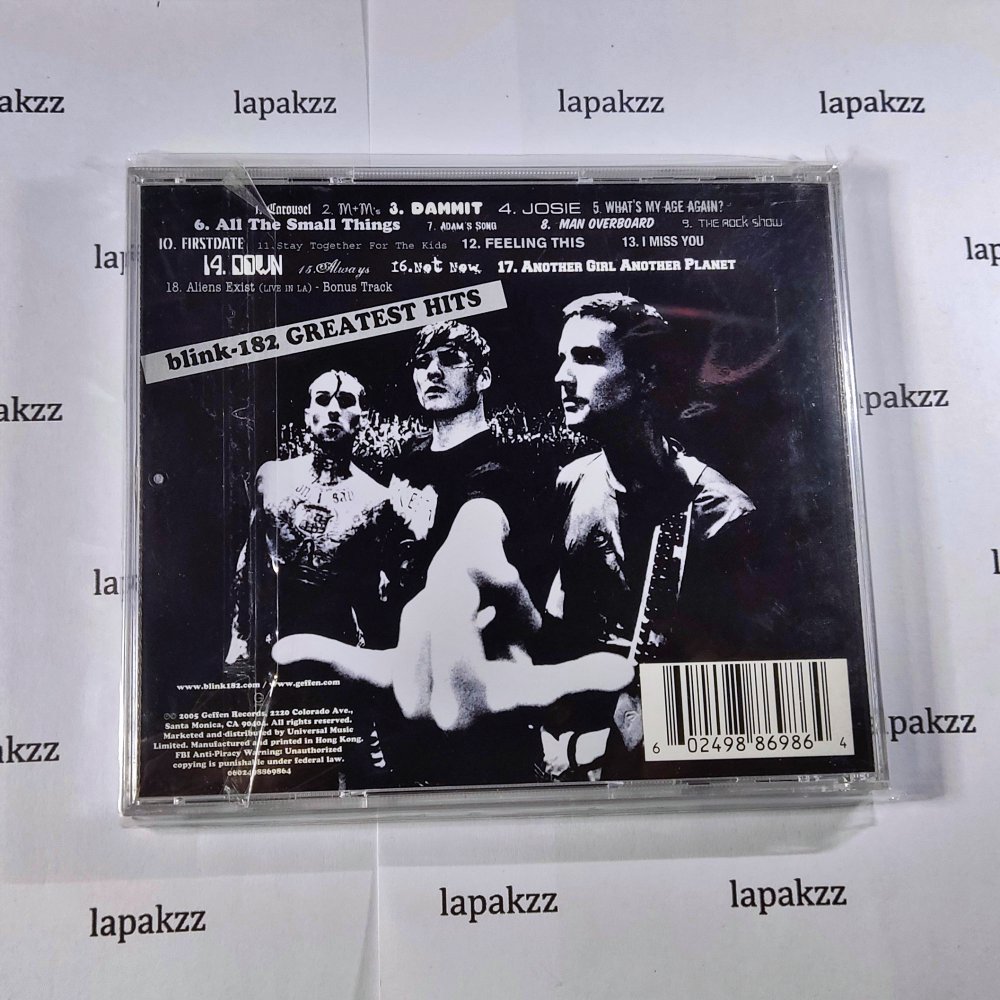 lapakzz
lapakzz
lapakzz
lapakzz
1. Carousel 2. M+M's 3. DAMMIT 4. JOSIE 5. WHAT'S MY AGE AGAIN?
6. All The Small Things 7. ADAM'S SONG 8. MAN OVERBOARD 9. THE ROCK SHOW
10. FIRSTDATE 11. Stay Together For The Kids 12. FEELING THIS 13. I MISS YOU
14. DOWN 15. Always 16. Not Now 17. ANOTHER GIRL ANOTHER PLANET
18. Aliens Exist (LIVE IN LA) - Bonus Track
blink-182 GREATEST HITS
lapakzz
lapakzz
www.blink182.com / www.geffen.com
℗© 2005 Geffen Records, 2220 Colorado Ave.,
Santa Monica, CA 90404. All rights reserved.
Marketed and distributed by Universal Music
Limited. Manufactured and printed in Hong Kong.
FBI Anti-Piracy Warning: Unauthorized
copying is punishable under federal law.
0602498869864
6 02498 86986 4
lapakzz
lapakzz
lapakzz
lapakzz
lapakzz
lapakzz